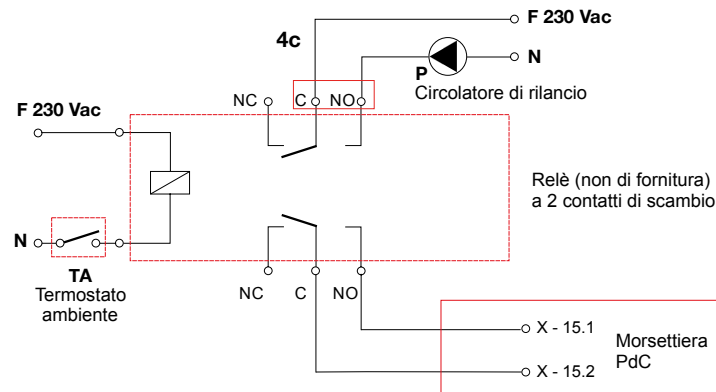 F 230 Vac
4c
N
P
Circolatore di rilancio
NC
C
NO
F 230 Vac
Relè (non di fornitura)
a 2 contatti di scambio
N
TA
Termostato
ambiente
NC
C
NO
X - 15.1
Morsettiera
PdC
X - 15.2